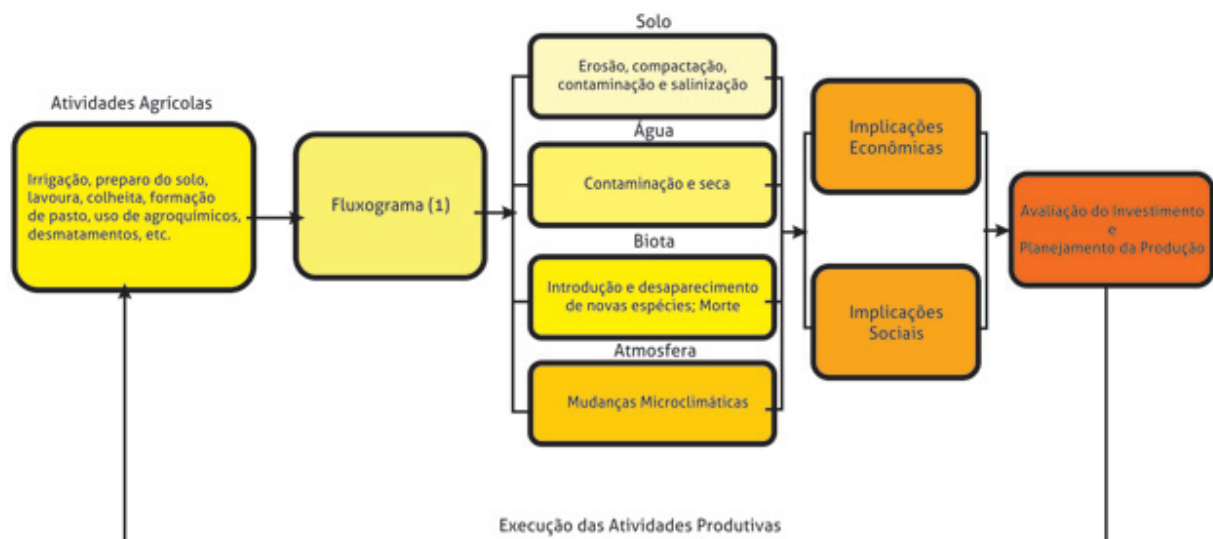 Atividades Agrícolas
Irrigação, preparo do solo,
lavoura, colheita, formação
de pasto, uso de agroquímicos,
desmatamentos, etc.
Fluxograma (1)
Solo
Erosão, compactação,
contaminação e salinização
Água
Contaminação e seca
Biota
Introdução e desaparecimento
de novas espécies; Morte
Atmosfera
Mudanças Microclimáticas
Implicações
Econômicas
Implicações
Sociais
Avaliação do Investimento
e
Planejamento da Produção
Execução das Atividades Produtivas